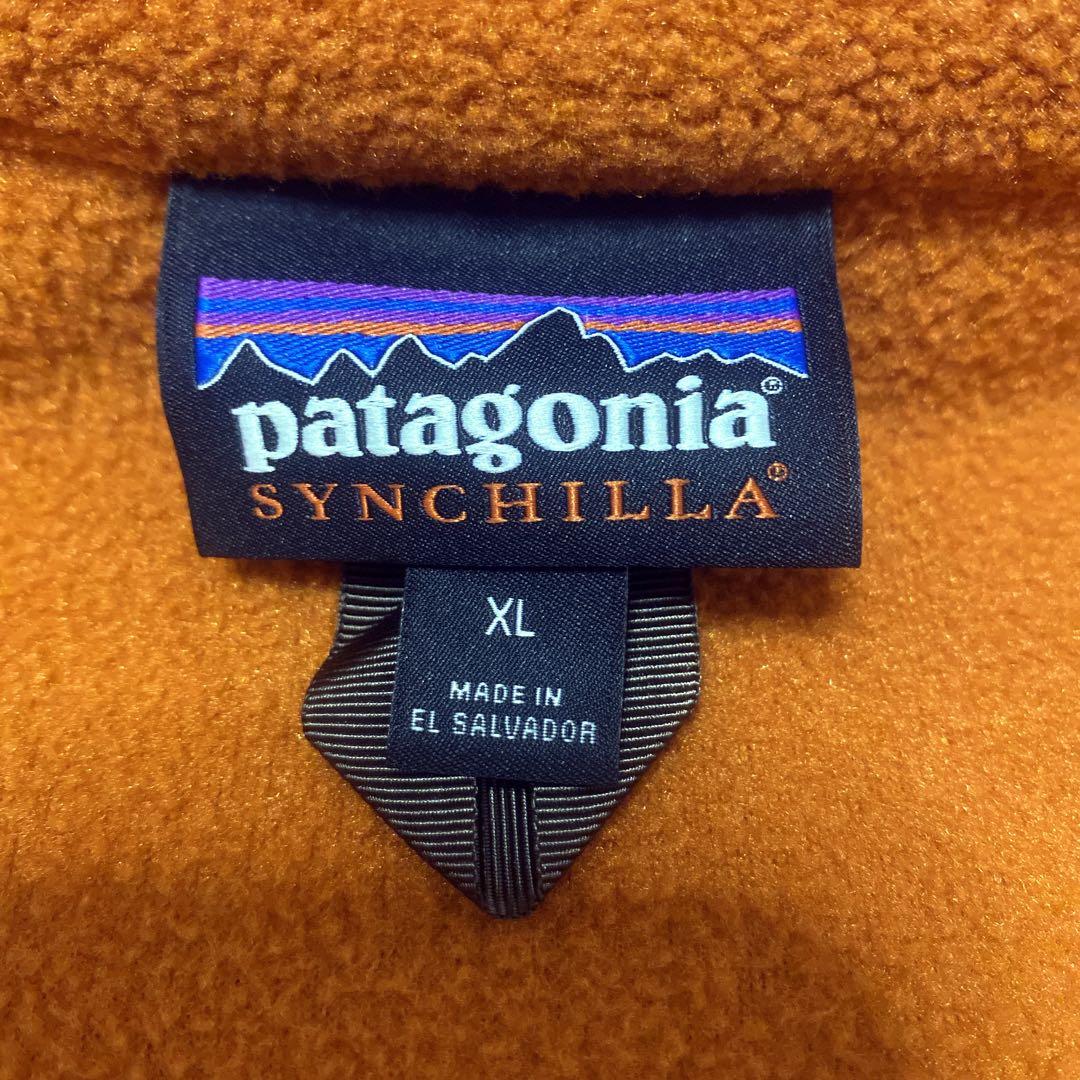 patagonia®
SYNCHILLA®
XL
MADE IN
EL SALVADOR